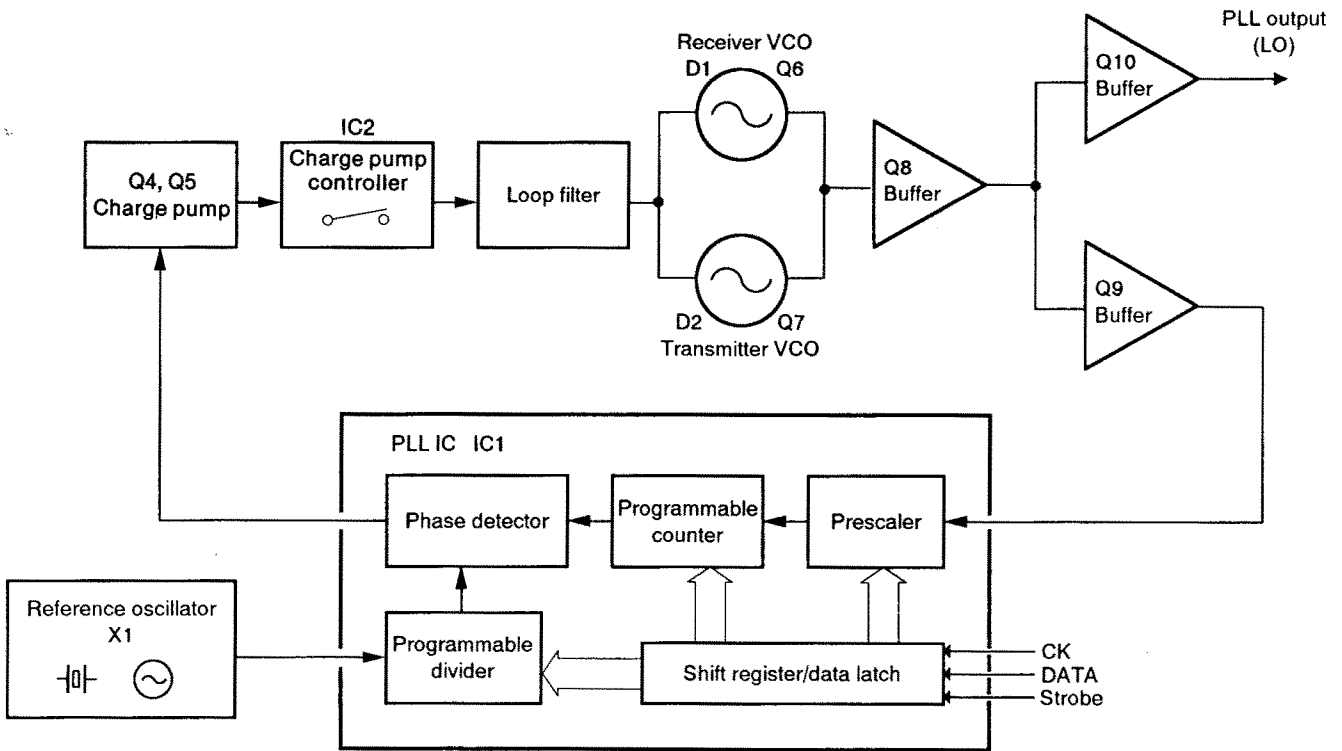 PLL output
(LO)
Receiver VCO
D1 Q6
Q10
Buffer
IC2
Q4, Q5
Charge pump
Charge pump
controller
Loop filter
Q8
Buffer
D2 Q7
Transmitter VCO
Q9
Buffer
PLL IC IC1
Phase detector
Programmable
counter
Prescaler
Reference oscillator
X1
Programmable
divider
Shift register/data latch
CK
DATA
Strobe